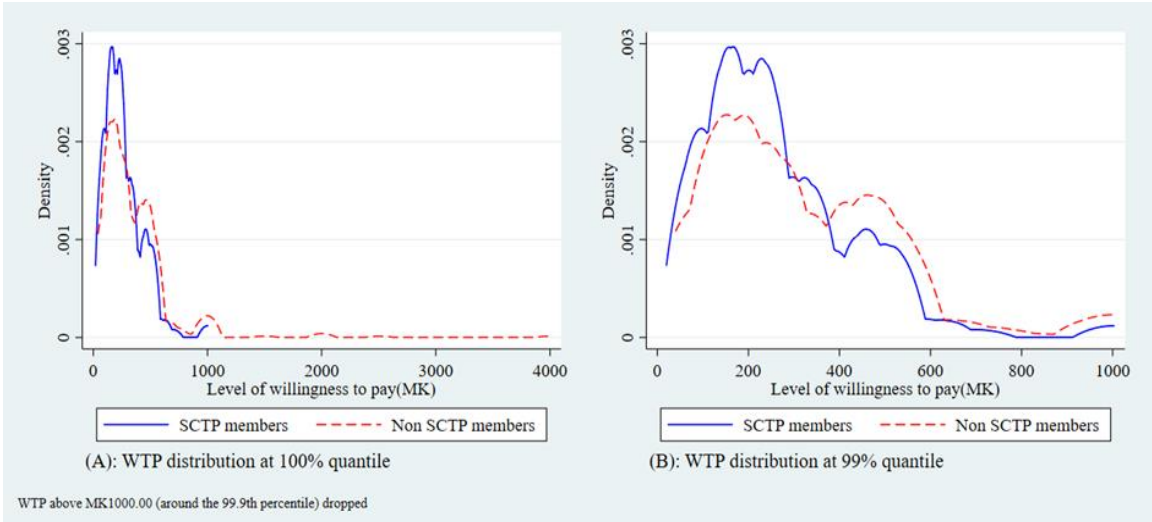 .003
.002
.001
0
Density
0 1000 2000 3000 4000
Level of willingness to pay(MK)
SCTP members Non SCTP members
(A): WTP distribution at 100% quantile
.003
.002
.001
0
Density
0 200 400 600 800 1000
Level of willingness to pay(MK)
SCTP members Non SCTP members
(B): WTP distribution at 99% quantile
WTP above MK1000.00 (around the 99.9th percentile) dropped